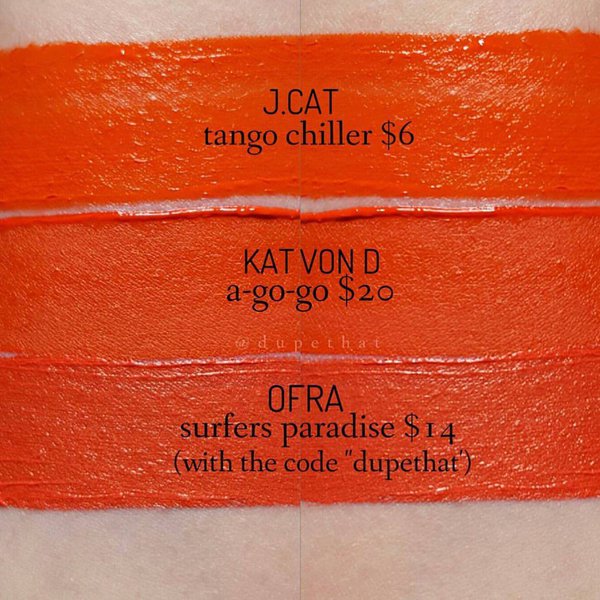 J.CAT
tango chiller $6
KAT VON D
a-go-go $20
@dupethat
OFRA
surfers paradise $14
(with the code "dupethat')